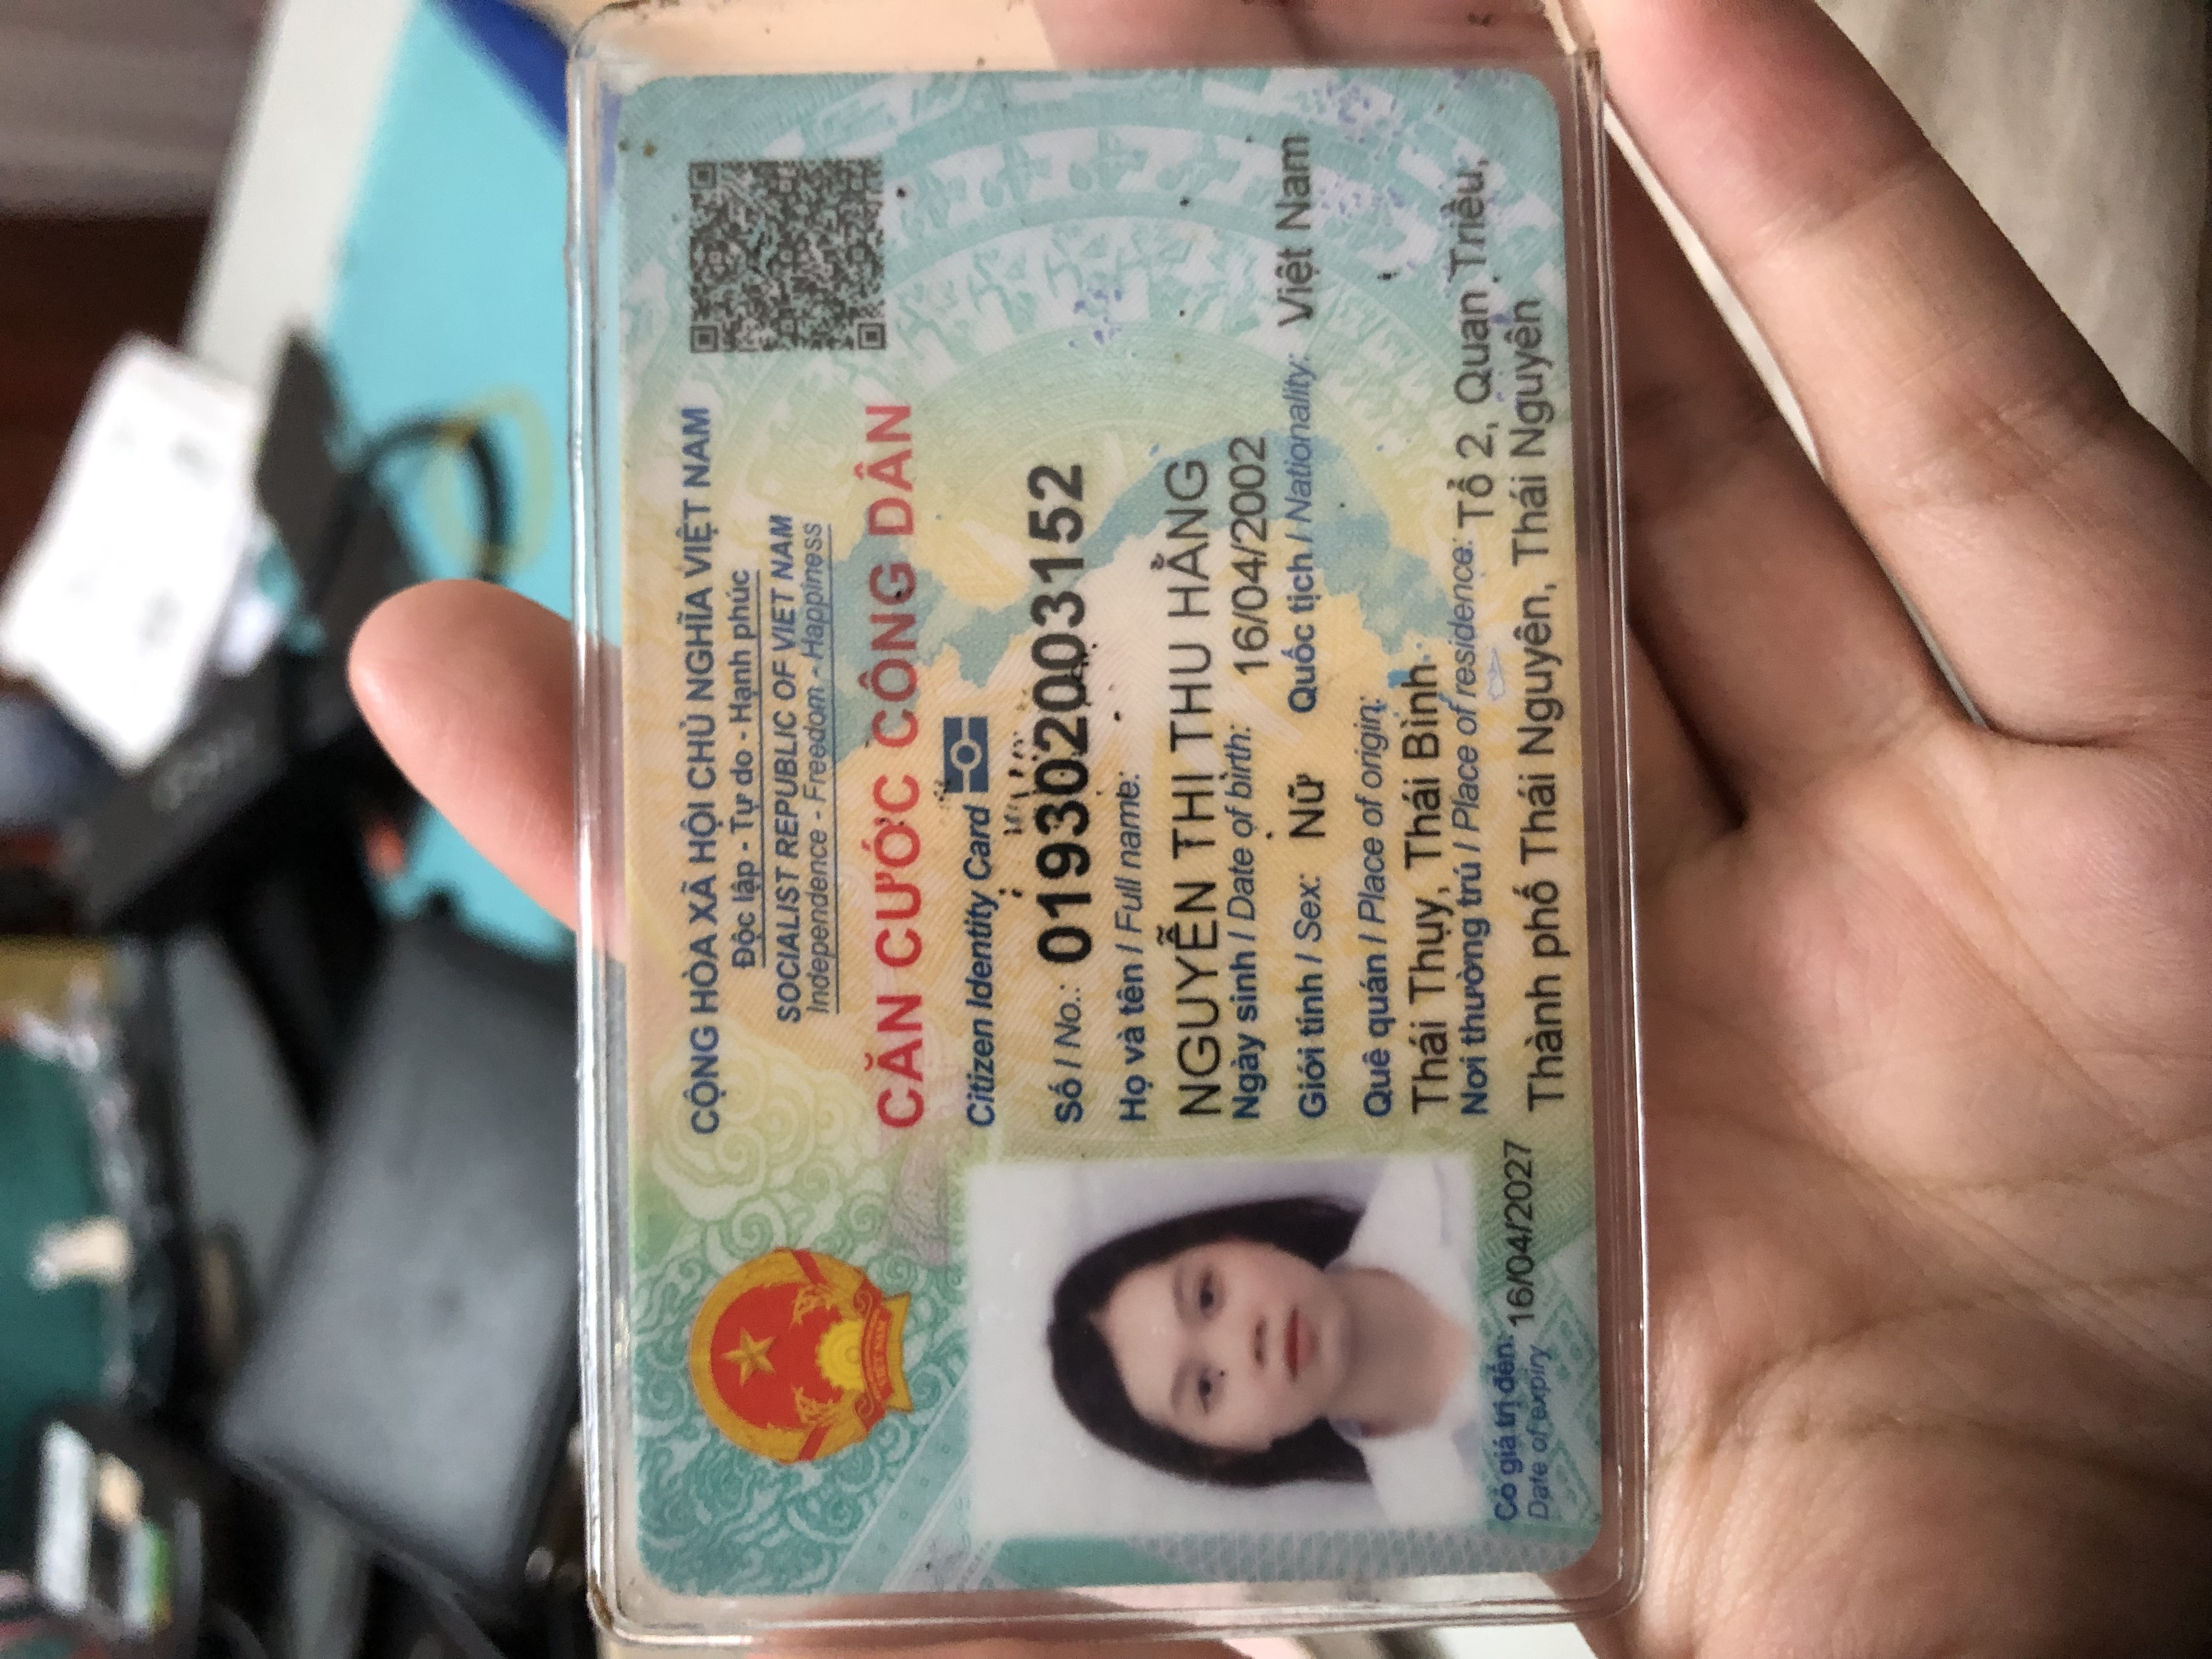 CỘNG HÒA XÃ HỘI CHỦ NGHĨA VIỆT NAM
Độc lập - Tự do - Hạnh phúc
SOCIALIST REPUBLIC OF VIET NAM
Independence - Freedom - Happiness
CĂN CƯỚC CÔNG DÂN
Citizen Identity Card
Số / No.: 019302003152
Họ và tên / Full name:
NGUYỄN THỊ THU HẰNG
Ngày sinh / Date of birth: 16/04/2002
Giới tính / Sex: Nữ Quốc tịch / Nationality: Việt Nam
Quê quán / Place of origin:
Thái Thụy, Thái Bình
Nơi thường trú / Place of residence: Tổ 2, Quan Triều,
Thành phố Thái Nguyên, Thái Nguyên
Có giá trị đến: 16/04/2027
Date of expiry